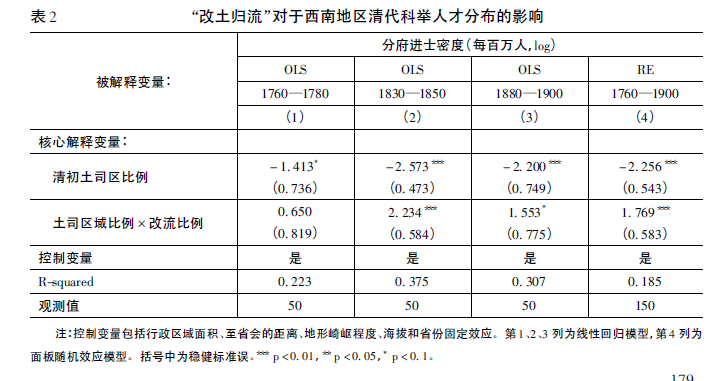 表2 “改土归流”对于西南地区清代科举人才分布的影响
被解释变量： 分府进士密度(每百万人,log)
OLS OLS OLS RE
1760—1780 1830—1850 1880—1900 1760—1900
(1) (2) (3) (4)
核心解释变量：
清初土司区比例 -1.413* -2.573*** -2.200*** -2.256***
(0.736) (0.473) (0.749) (0.543)
土司区域比例×改流比例 0.650 2.234*** 1.553* 1.769***
(0.819) (0.584) (0.775) (0.583)
控制变量 是 是 是 是
R-squared 0.223 0.375 0.307 0.185
观测值 50 50 50 150
注：控制变量包括行政区域面积、至省会的距离、地形崎岖程度、海拔和省份固定效应。第1、2、3列为线性回归模型,第4列为
面板随机效应模型。括号中为稳健标准误。*** p<0.01, ** p<0.05, * p<0.1。
179